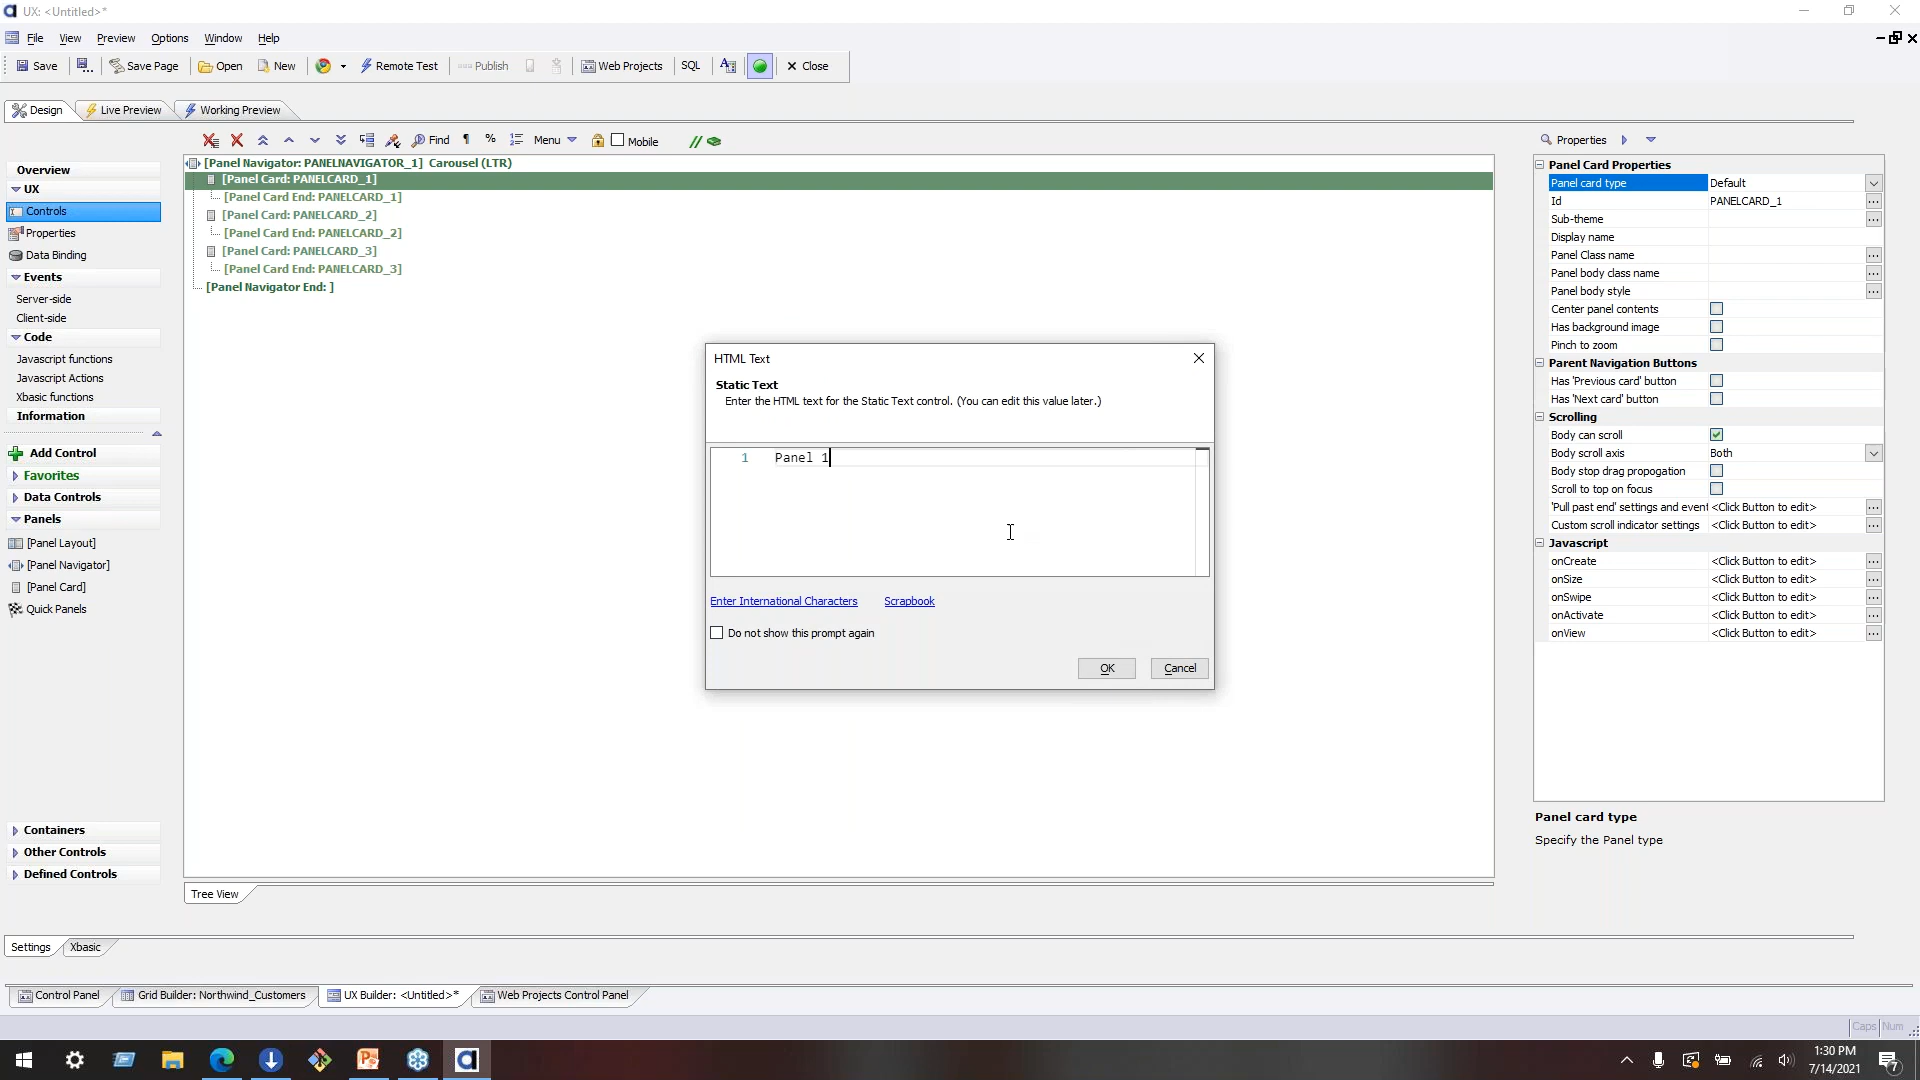 UX: <Untitled>*
File View Preview Options Window Help
Save Save Page Open New Remote Test Publish Web Projects SQL Close
Design Live Preview Working Preview
Find ¶ % Menu Mobile
Properties
Overview
UX
Controls
Properties
Data Binding
Events
Server-side
Client-side
Code
Javascript functions
Javascript Actions
Xbasic functions
Information
Add Control
Favorites
Data Controls
Panels
[Panel Layout]
[Panel Navigator]
[Panel Card]
Quick Panels
Containers
Other Controls
Defined Controls
[Panel Navigator: PANELNAVIGATOR_1] Carousel (LTR)
[Panel Card: PANELCARD_1]
[Panel Card End: PANELCARD_1]
[Panel Card: PANELCARD_2]
[Panel Card End: PANELCARD_2]
[Panel Card: PANELCARD_3]
[Panel Card End: PANELCARD_3]
[Panel Navigator End: ]
HTML Text
Static Text
Enter the HTML text for the Static Text control. (You can edit this value later.)
1 Panel 1
Enter International Characters Scrapbook
Do not show this prompt again
OK Cancel
Panel Card Properties
Panel card type Default
Id PANELCARD_1
Sub-theme
Display name
Panel Class name
Panel body class name
Panel body style
Center panel contents
Has background image
Pinch to zoom
Parent Navigation Buttons
Has 'Previous card' button
Has 'Next card' button
Scrolling
Body can scroll
Body scroll axis Both
Body stop drag propogation
Scroll to top on focus
'Pull past end' settings and event <Click Button to edit>
Custom scroll indicator settings <Click Button to edit>
Javascript
onCreate <Click Button to edit>
onSize <Click Button to edit>
onSwipe <Click Button to edit>
onActivate <Click Button to edit>
onView <Click Button to edit>
Panel card type
Specify the Panel type
Tree View
Settings Xbasic
Control Panel Grid Builder: Northwind_Customers UX Builder: <Untitled>* Web Projects Control Panel
Caps Num
1:30 PM
7/14/2021
7